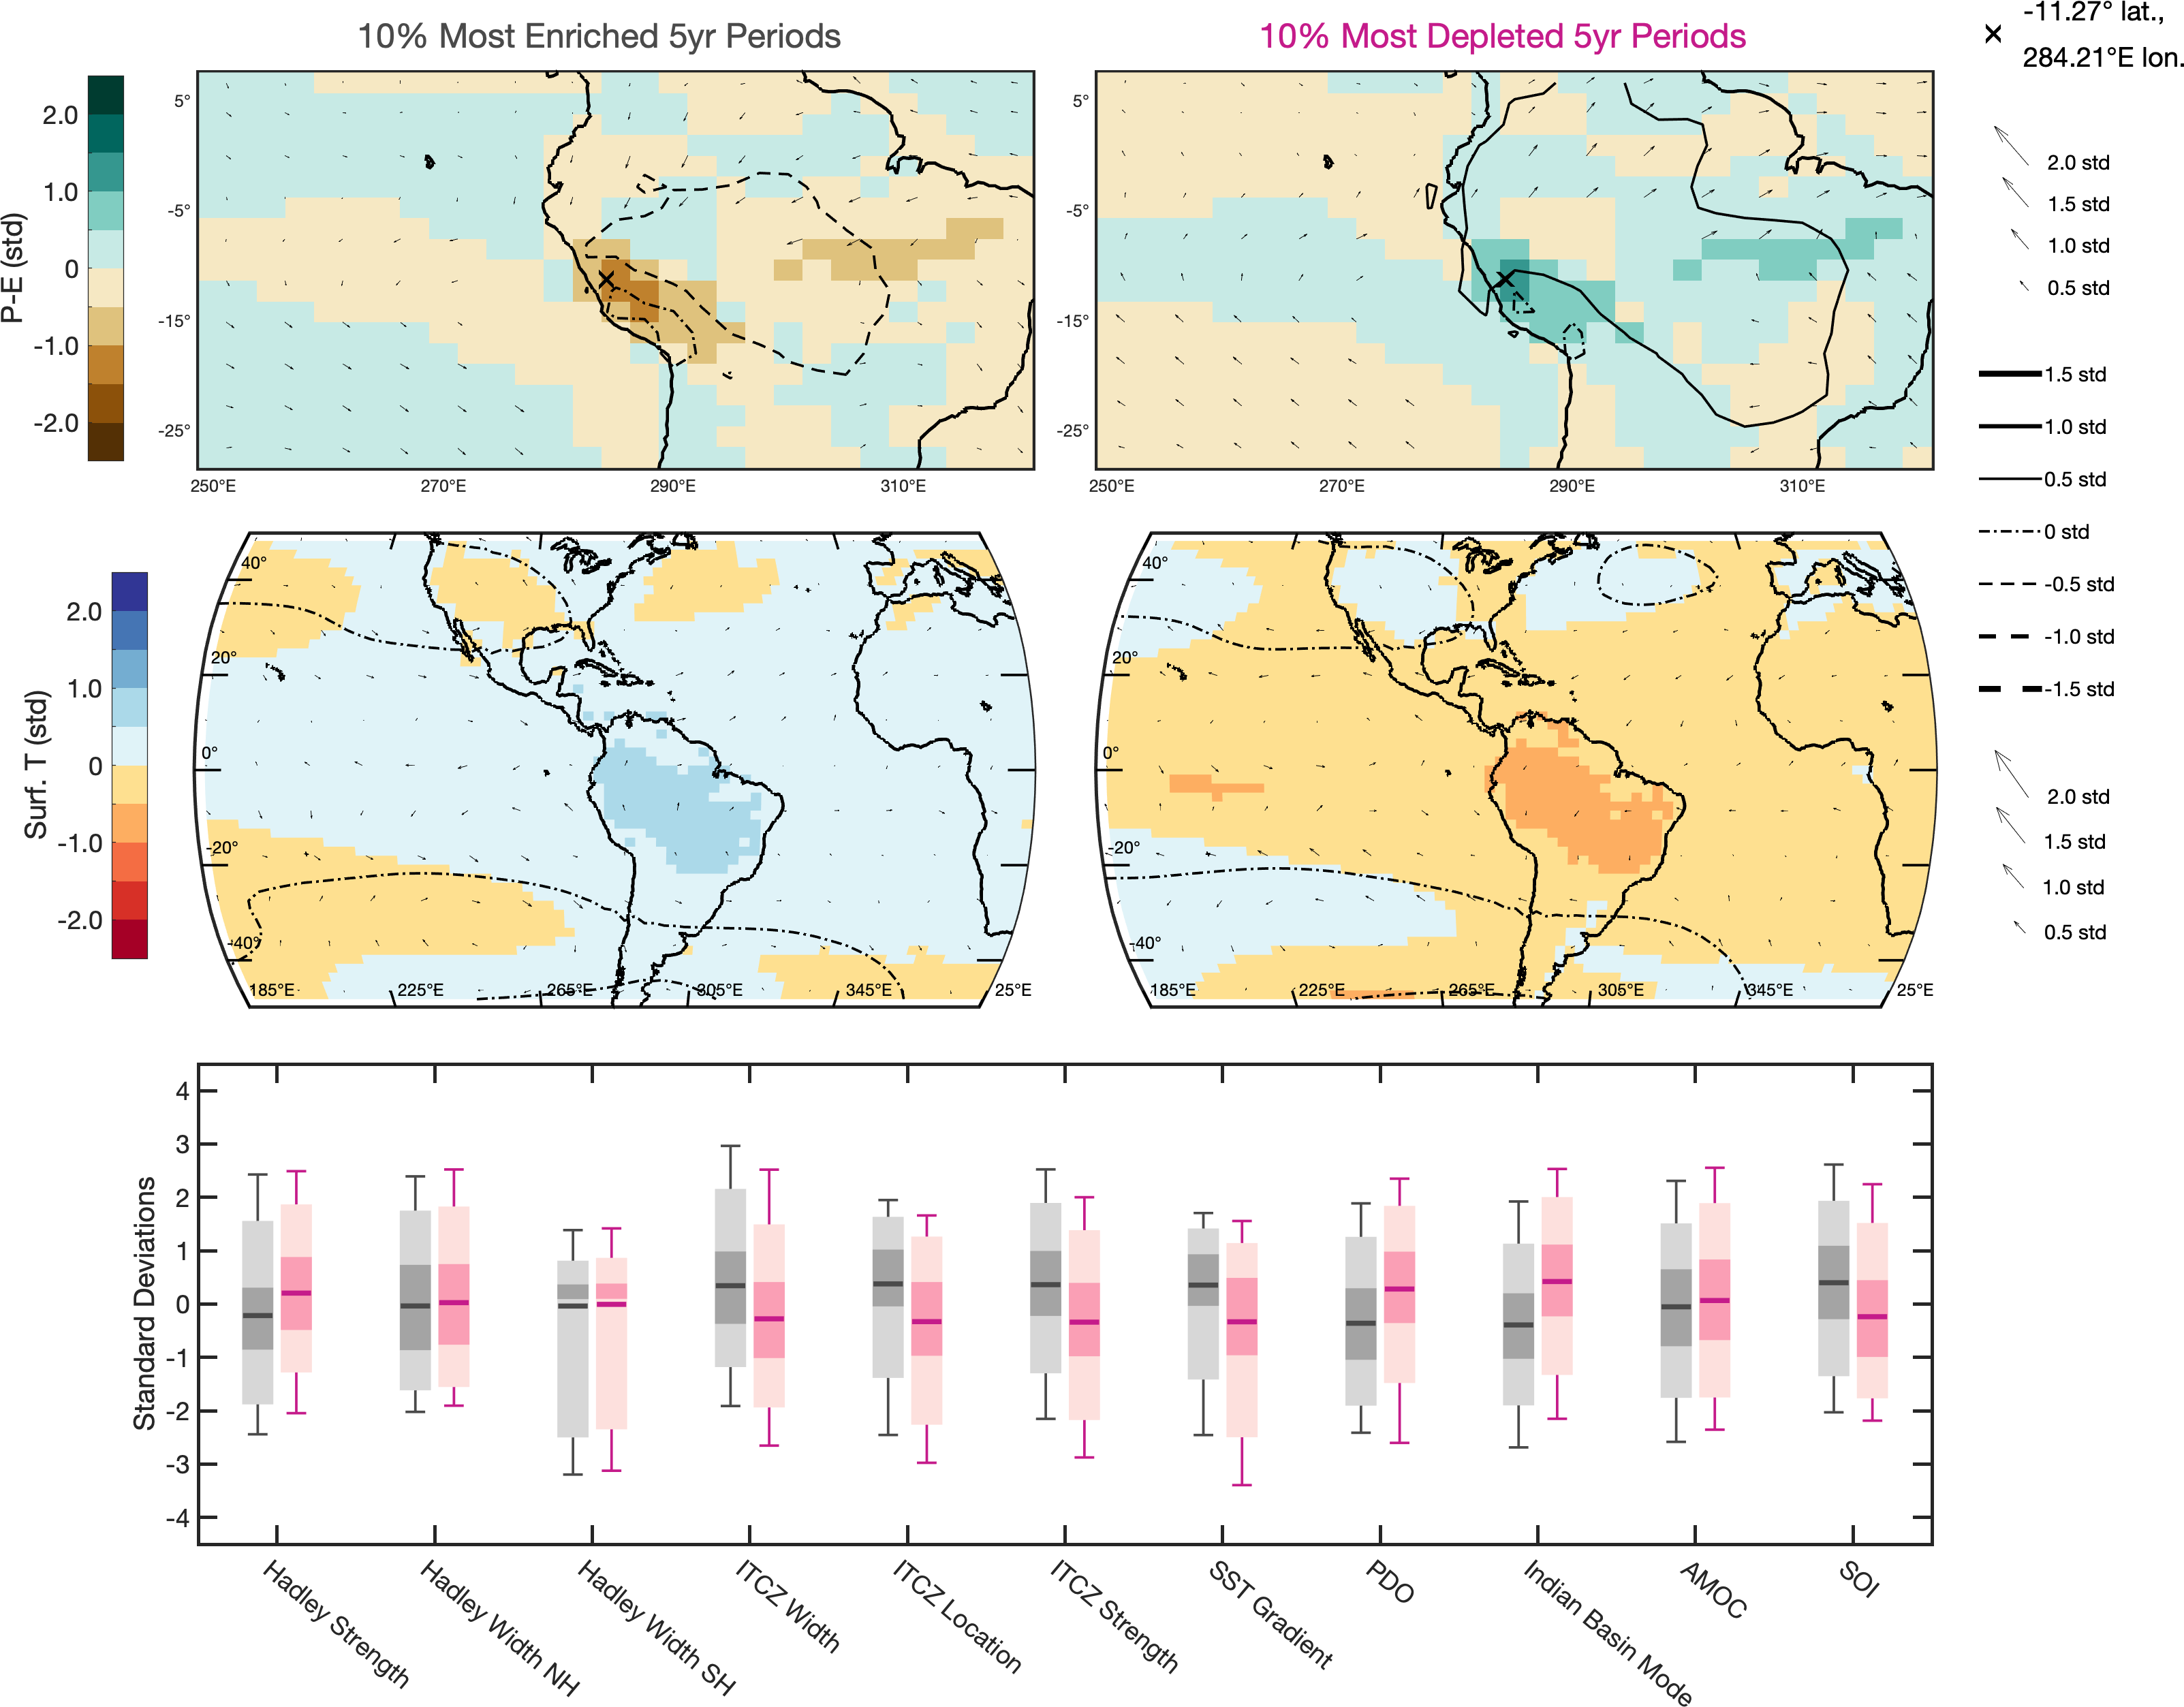 10% Most Enriched 5yr Periods
10% Most Depleted 5yr Periods
-11.27° lat.,
284.21°E lon.
P-E (std)
2.0
1.0
0
-1.0
-2.0
5°
-5°
-15°
-25°
250°E
270°E
290°E
310°E
5°
-5°
-15°
-25°
250°E
270°E
290°E
310°E
2.0 std
1.5 std
1.0 std
0.5 std
1.5 std
1.0 std
0.5 std
0 std
-0.5 std
-1.0 std
-1.5 std
Surf. T (std)
2.0
1.0
0
-1.0
-2.0
40°
20°
0°
-20°
-40°
185°E
225°E
265°E
305°E
345°E
25°E
40°
20°
0°
-20°
-40°
185°E
225°E
265°E
305°E
345°E
25°E
2.0 std
1.5 std
1.0 std
0.5 std
Standard Deviations
4
3
2
1
0
-1
-2
-3
-4
Hadley Strength
Hadley Width NH
Hadley Width SH
ITCZ Width
ITCZ Location
ITCZ Strength
SST Gradient
PDO
Indian Basin Mode
AMOC
SOI